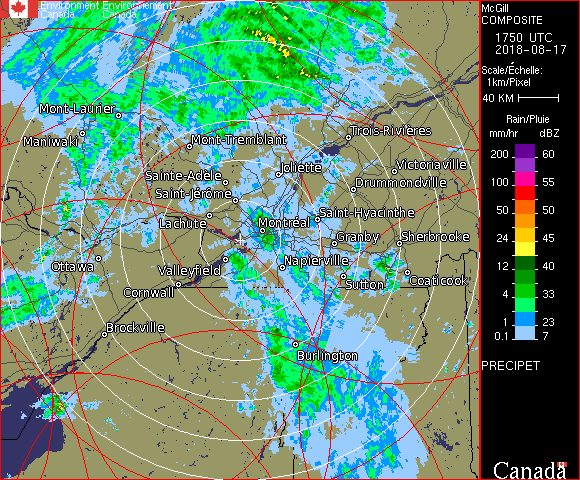 Environment Environnement
Canada Canada
McGill
COMPOSITE
1750 UTC
2018-08-17
Scale/Échelle:
1km/Pixel
40 KM
Rain/Pluie
mm/hr dBZ
200 60
100 55
50 50
24 45
12 40
4 33
1 23
0.1 7
PRECIPET
Canada
Mont-Laurier
Maniwaki
Mont-Tremblant
Trois-Rivières
Joliette
Victoriaville
Sainte-Adèle
Drummondville
Saint-Jérôme
Saint-Hyacinthe
Lachute
Montréal
Granby
Sherbrooke
Ottawa
Valleyfield
Napierville
Coaticook
Sutton
Cornwall
Brockville
Burlington